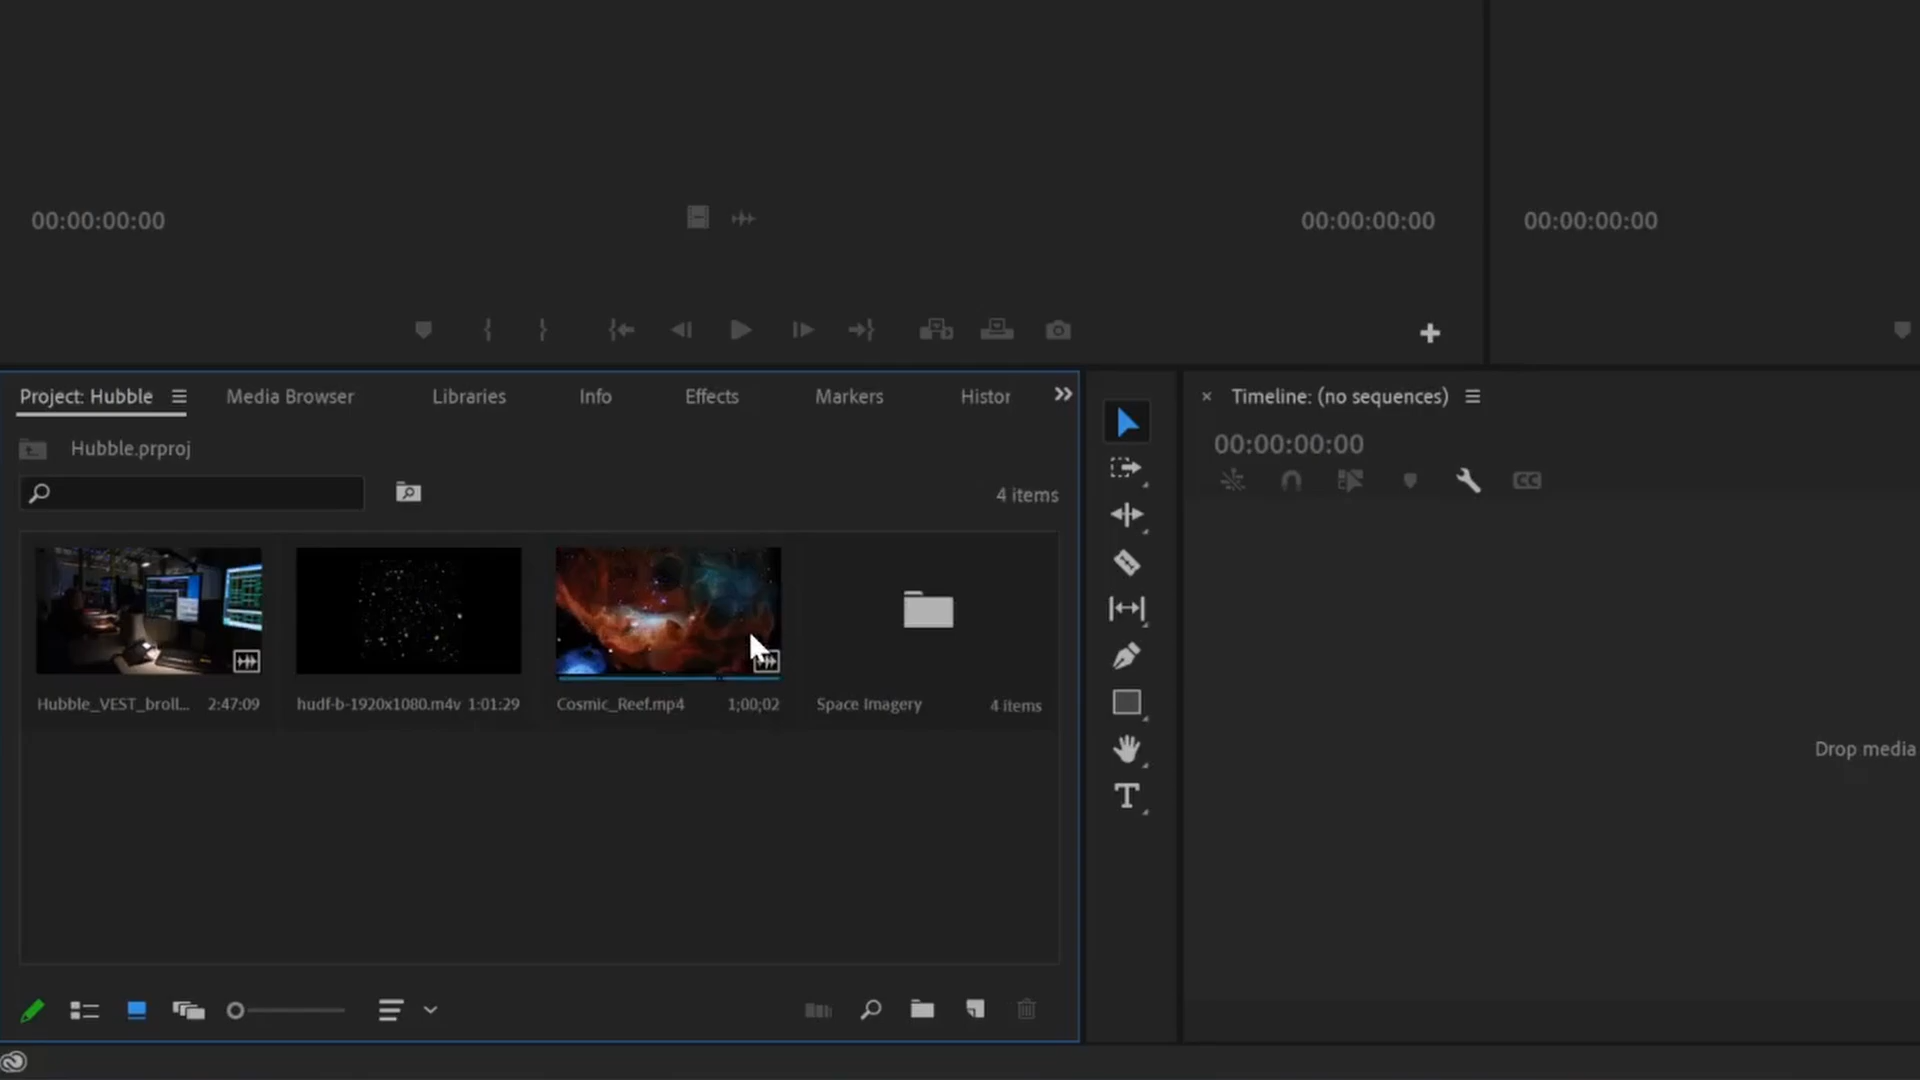 00:00:00:00
00:00:00:00
00:00:00:00
Project: Hubble
Media Browser
Libraries
Info
Effects
Markers
Histor
Timeline: (no sequences)
Hubble.prproj
00:00:00:00
4 items
CC
Hubble_VEST_broll... 2:47:09
hudf-b-1920x1080.m4v 1:01:29
Cosmic_Reef.mp4 1;00;02
Space Imagery 4 items
Drop media